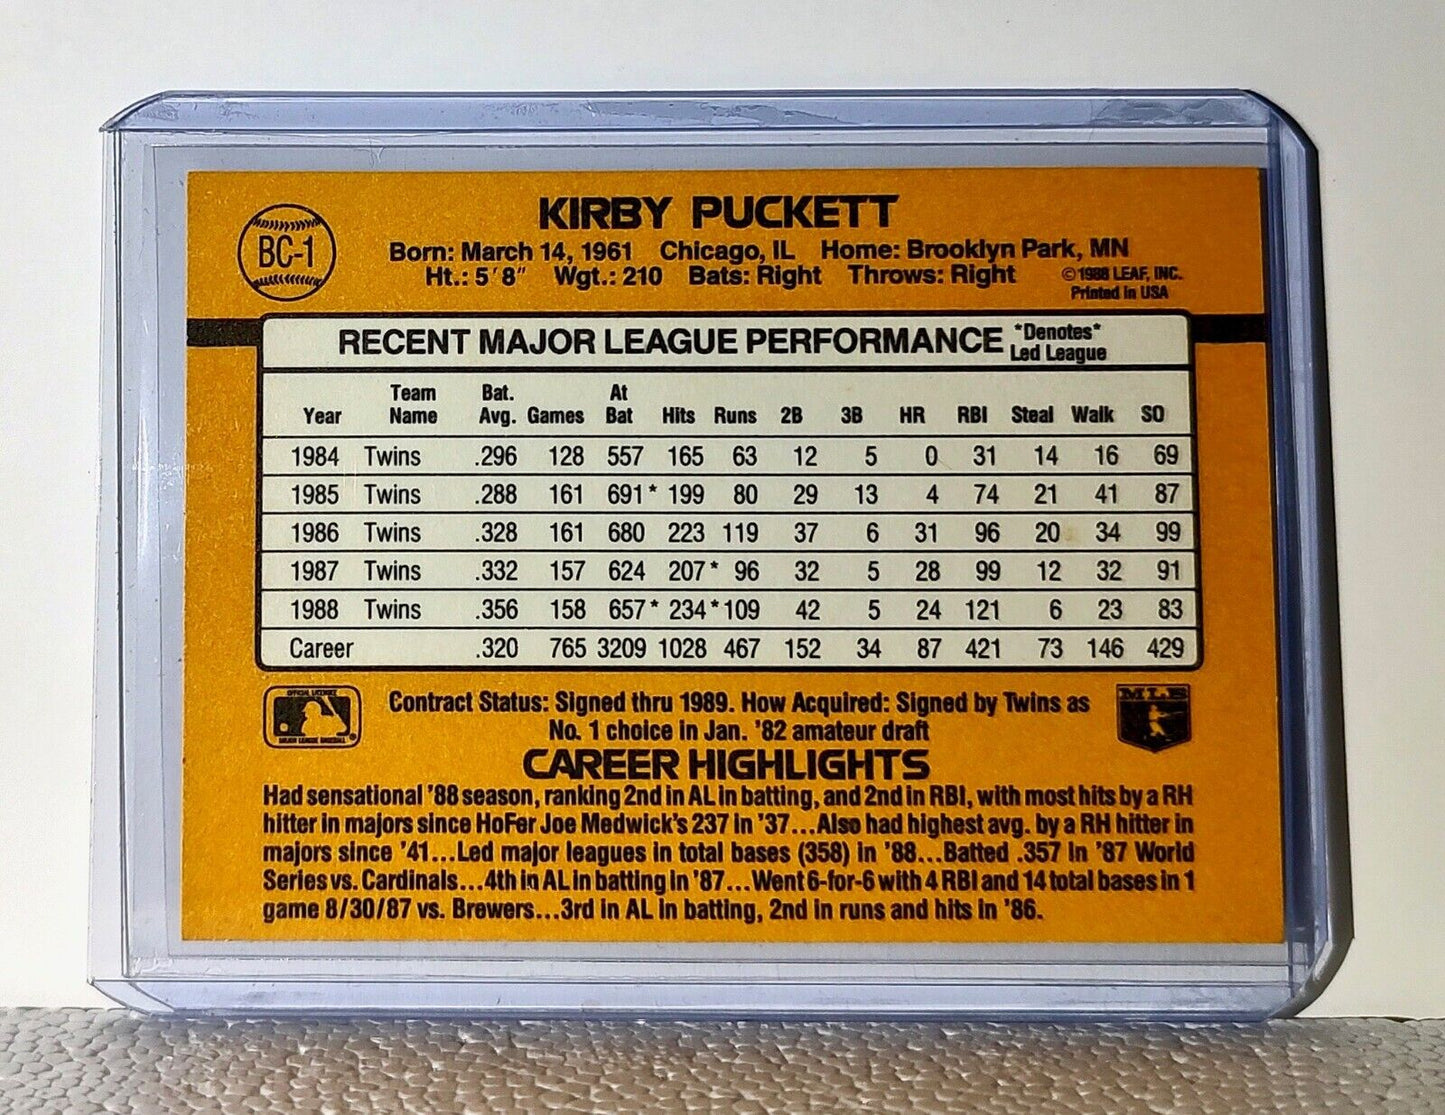 KIRBY PUCKETT
BC-1
Born: March 14, 1961 Chicago, IL Home: Brooklyn Park, MN
Ht.: 5'8" Wgt.: 210 Bats: Right Throws: Right ©1988 LEAF, INC.
Printed in USA
RECENT MAJOR LEAGUE PERFORMANCE *Denotes*
Led League
Year Team Name Bat. Avg. Games At Bat Hits Runs 2B 3B HR RBI Steal Walk SO
1984 Twins .296 128 557 165 63 12 5 0 31 14 16 69
1985 Twins .288 161 691* 199 80 29 13 4 74 21 41 87
1986 Twins .328 161 680 223 119 37 6 31 96 20 34 99
1987 Twins .332 157 624 207* 96 32 5 28 99 12 32 91
1988 Twins .356 158 657* 234* 109 42 5 24 121 6 23 83
Career .320 765 3209 1028 467 152 34 87 421 73 146 429
Contract Status: Signed thru 1989. How Acquired: Signed by Twins as
No. 1 choice in Jan. '82 amateur draft
MAJOR LEAGUE BASEBALL
CAREER HIGHLIGHTS
Had sensational '88 season, ranking 2nd in AL in batting, and 2nd in RBI, with most hits by a RH
hitter in majors since HoFer Joe Medwick's 237 in '37...Also had highest avg. by a RH hitter in
majors since '41...Led major leagues in total bases (358) in '88...Batted .357 in '87 World
Series vs. Cardinals...4th in AL in batting in '87...Went 6-for-6 with 4 RBI and 14 total bases in 1
game 8/30/87 vs. Brewers...3rd in AL in batting, 2nd in runs and hits in '86.